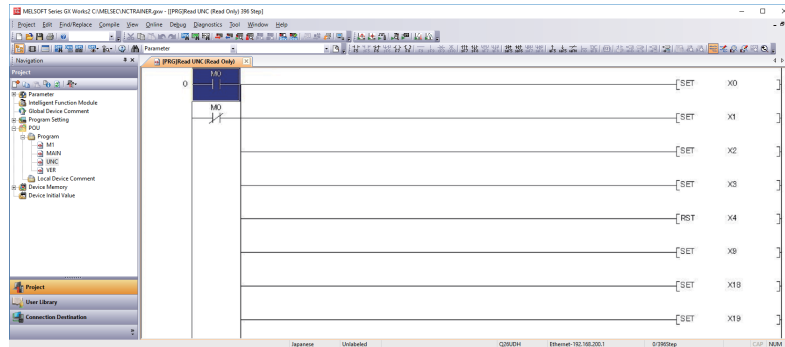 MELSOFT Series GX Works2 C:\MELSEC\NCTRAINER.gxw - [[PRG]Read UNC (Read Only) 396 Step]
Project Edit Find/Replace Compile View Online Debug Diagnostics Tool Window Help
Parameter
Navigation
[PRG]Read UNC (Read Only)
Project
Parameter
Intelligent Function Module
Global Device Comment
Program Setting
POU
Program
M1
MAIN
UNC
VER
Local Device Comment
Device Memory
Device Initial Value
Project
User Library
Connection Destination
0 M0 SET X0
M0 SET X1
SET X2
SET X3
RST X4
SET X9
SET X18
SET X19
Japanese Unlabeled Q26UDH Ethernet-192.168.200.1 0/396Step CAP NUM